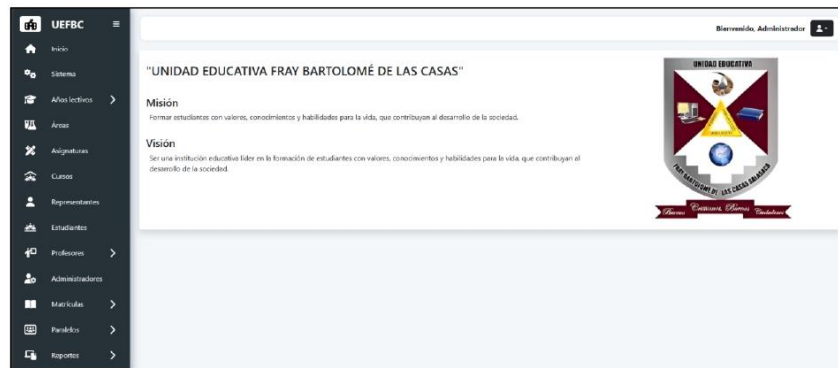 UEFBC
Inicio
Sistema
Años lectivos
Áreas
Asignaturas
Cursos
Representantes
Estudiantes
Profesores
Administradores
Matrículas
Paralelos
Reportes
Bienvenido, Administrador
"UNIDAD EDUCATIVA FRAY BARTOLOMÉ DE LAS CASAS"
Misión
Formar estudiantes con valores, conocimientos y habilidades para la vida, que contribuyan al desarrollo de la sociedad.
Visión
Ser una institución educativa líder en la formación de estudiantes con valores, conocimientos y habilidades para la vida, que contribuyan al
desarrollo de la sociedad.
UNIDAD EDUCATIVA
FRAY BARTOLOME DE LAS CASAS SALASACA
Buenos Cristianos, Buenos Ciudadanos